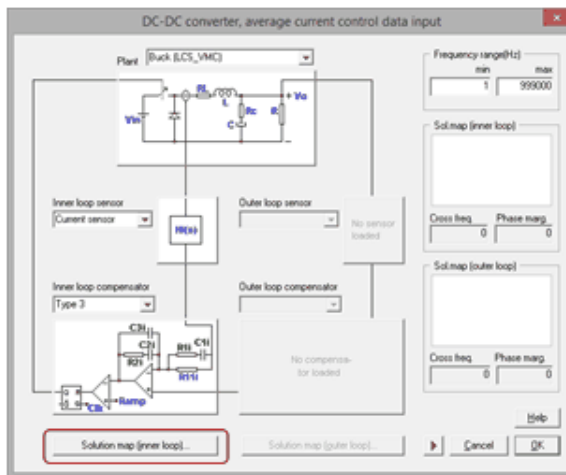 DC-DC converter, average current control data input
Plant
Buck (LCS_VMC)
Frequency range(Hz)
min max
1 999000
RL
L
+ Vo
Vin
Rc
C
R
Sol.map (inner loop)
Inner loop sensor
Current sensor
Outer loop sensor
No sensor
loaded
Cross freq. Phase marg.
0 0
Inner loop compensator
Type 3
Outer loop compensator
Sol.map (outer loop)
C3i
C2i
R2i
R1i
C1i
R11i
Ramp
Clk
No compensa-
tor loaded
Cross freq. Phase marg.
0 0
Help
Solution map (inner loop)...
Solution map (outer loop)...
Cancel
OK